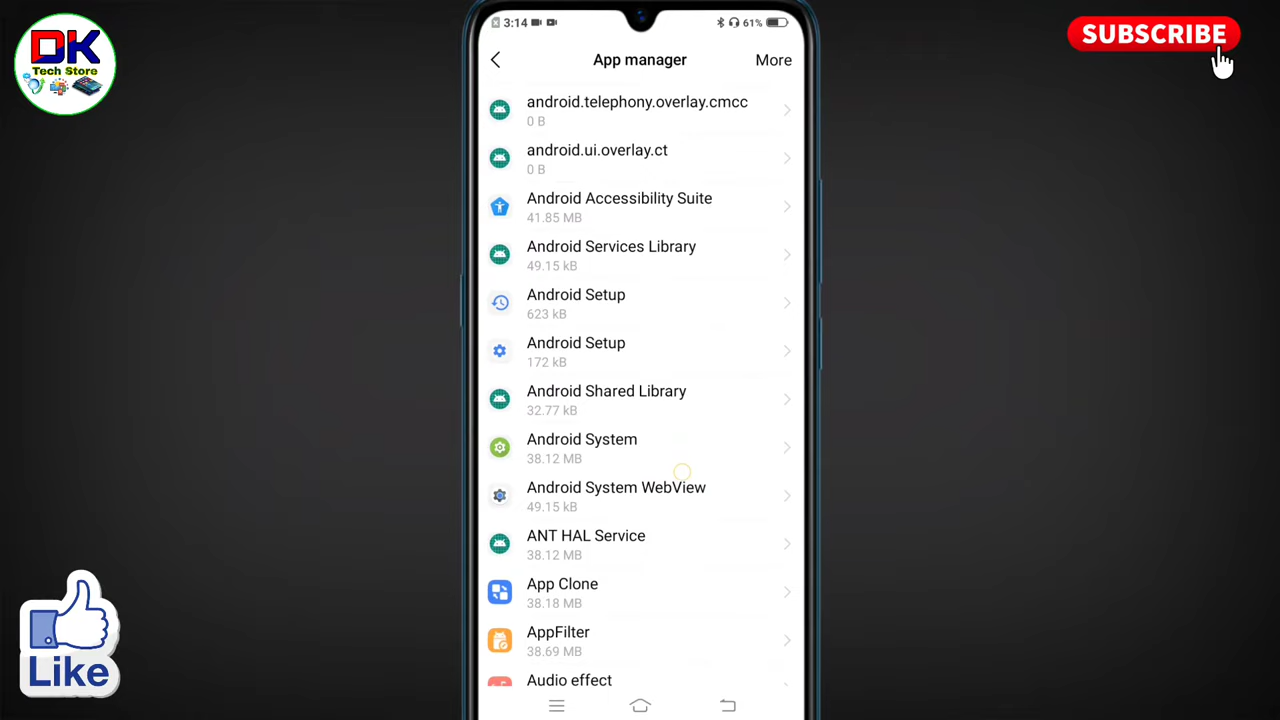 DK
Tech Store
3:14
61%
SUBSCRIBE
App manager
More
android.telephony.overlay.cmcc
0 B
android.ui.overlay.ct
0 B
Android Accessibility Suite
41.85 MB
Android Services Library
49.15 kB
Android Setup
623 kB
Android Setup
172 kB
Android Shared Library
32.77 kB
Android System
38.12 MB
Android System WebView
49.15 kB
ANT HAL Service
38.12 MB
App Clone
38.18 MB
AppFilter
38.69 MB
Audio effect
Like